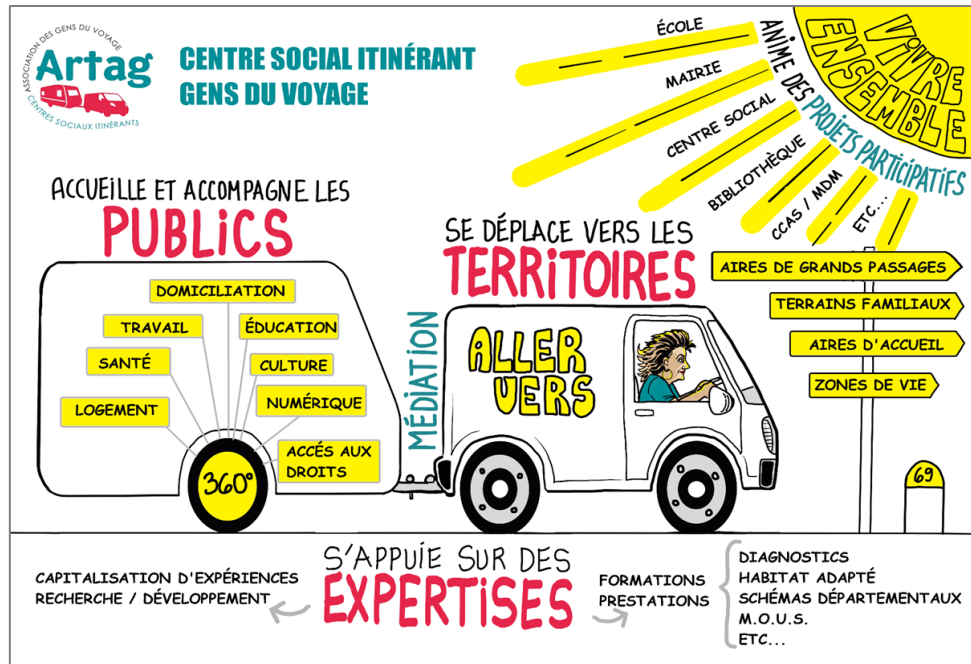 ASSOCIATION DES GENS DU VOYAGE
Artag
CENTRES SOCIAUX ITINÉRANTS
CENTRE SOCIAL ITINÉRANT
GENS DU VOYAGE
VIVRE
ENSEMBLE
ANIME DES PROJETS PARTICIPATIFS
ÉCOLE
MAIRIE
CENTRE SOCIAL
BIBLIOTHÈQUE
CCAS / MDM
ETC...
ACCUEILLE ET ACCOMPAGNE LES
PUBLICS
DOMICILIATION
TRAVAIL
ÉDUCATION
SANTÉ
CULTURE
LOGEMENT
NUMÉRIQUE
ACCÉS AUX
DROITS
360°
MÉDIATION
SE DÉPLACE VERS LES
TERRITOIRES
ALLER
VERS
AIRES DE GRANDS PASSAGES
TERRAINS FAMILIAUX
AIRES D'ACCUEIL
ZONES DE VIE
69
S'APPUIE SUR DES
EXPERTISES
CAPITALISATION D'EXPÉRIENCES
RECHERCHE / DÉVELOPPEMENT
FORMATIONS
PRESTATIONS
DIAGNOSTICS
HABITAT ADAPTÉ
SCHÉMAS DÉPARTEMENTAUX
M.O.U.S.
ETC...